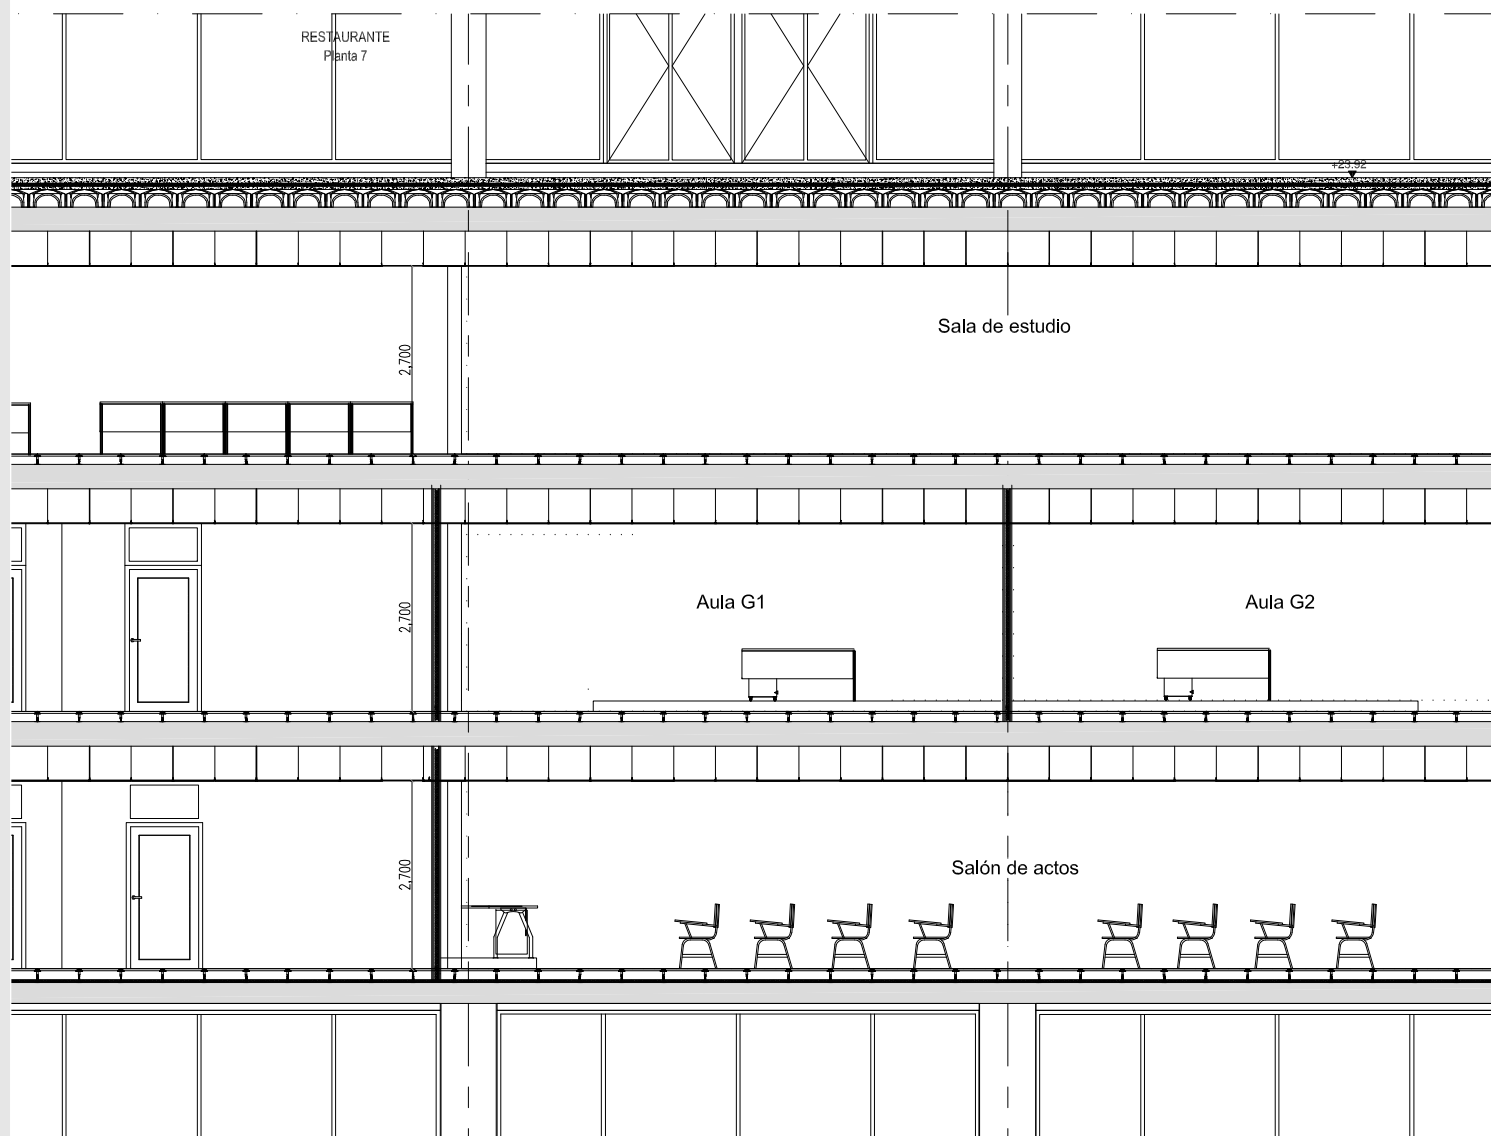 RESTAURANTE
Planta 7
+23.92
Sala de estudio
2,700
Aula G1
Aula G2
2,700
Salón de actos
2,700